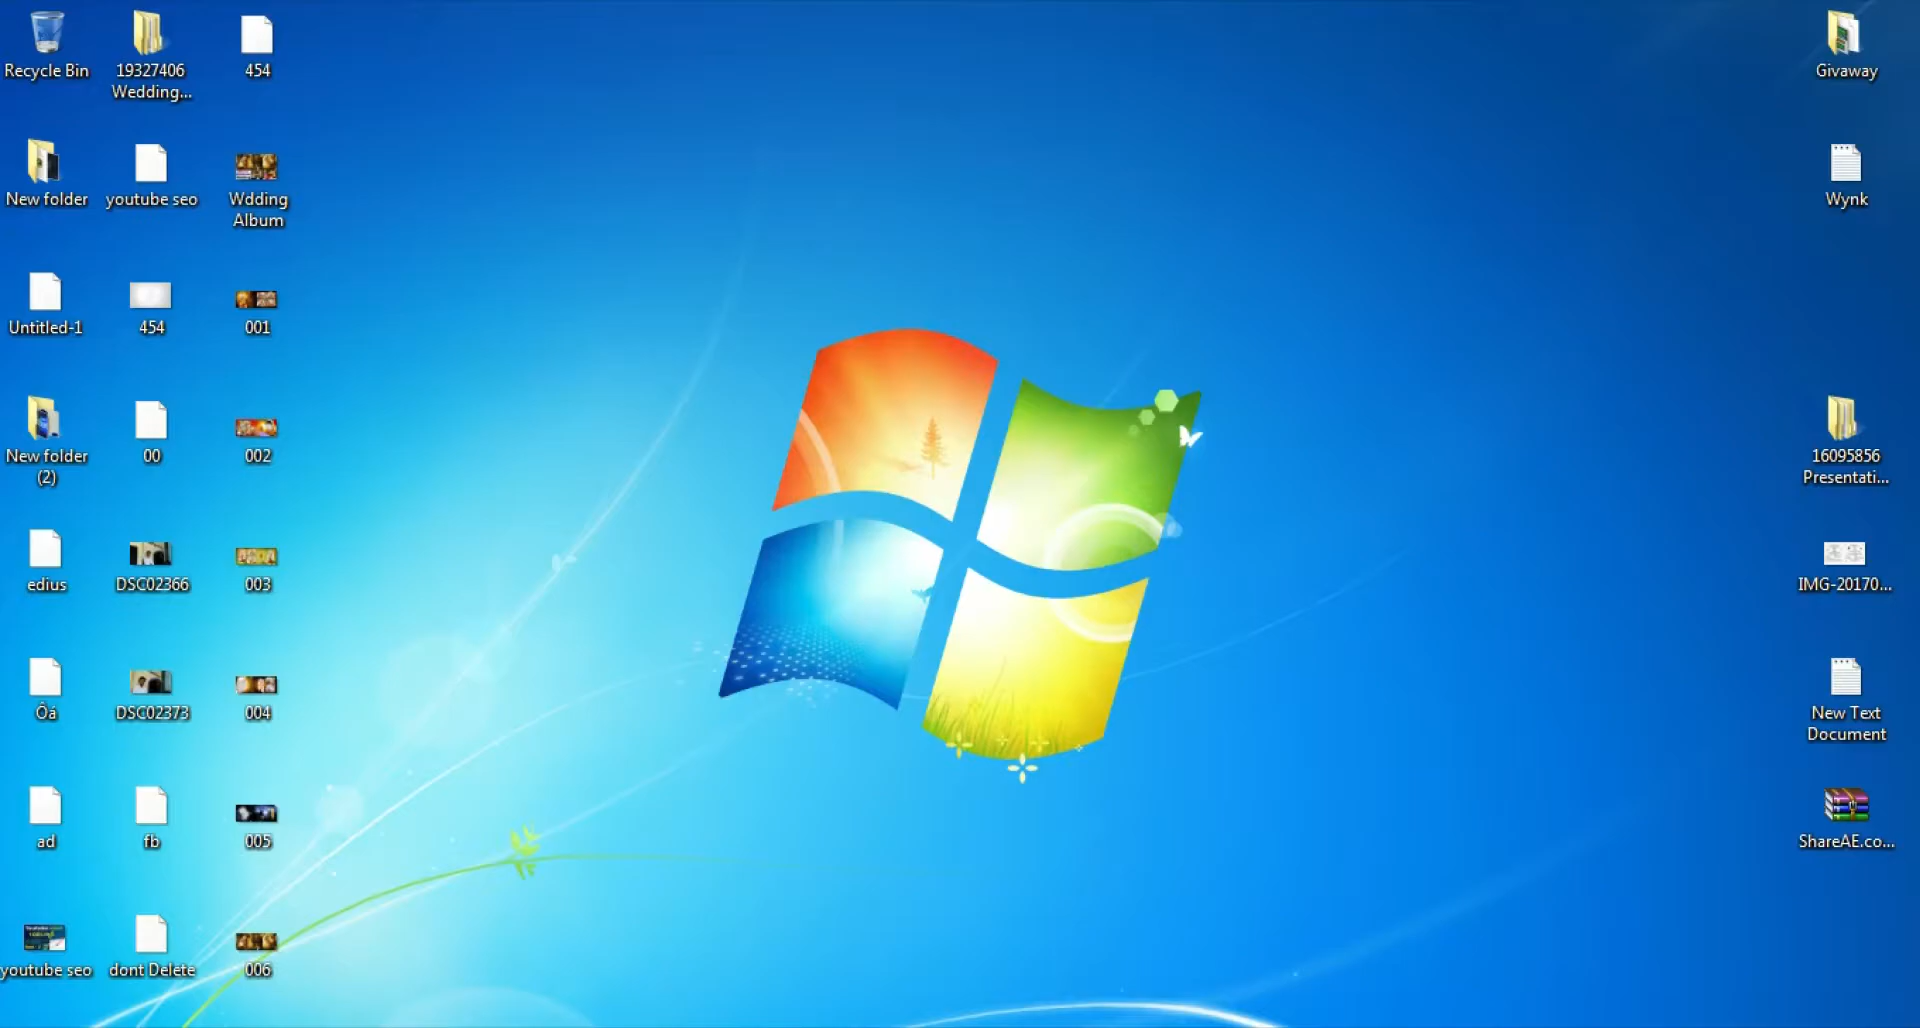 Recycle Bin
19327406
Wedding...
454
Givaway
New folder
youtube seo
Wdding
Album
Wynk
Untitled-1
454
001
New folder
(2)
00
002
16095856
Presentati...
edius
DSC02366
003
IMG-20170...
Ôá
DSC02373
004
New Text
Document
ad
fb
005
ShareAE.co...
youtube seo
dont Delete
006